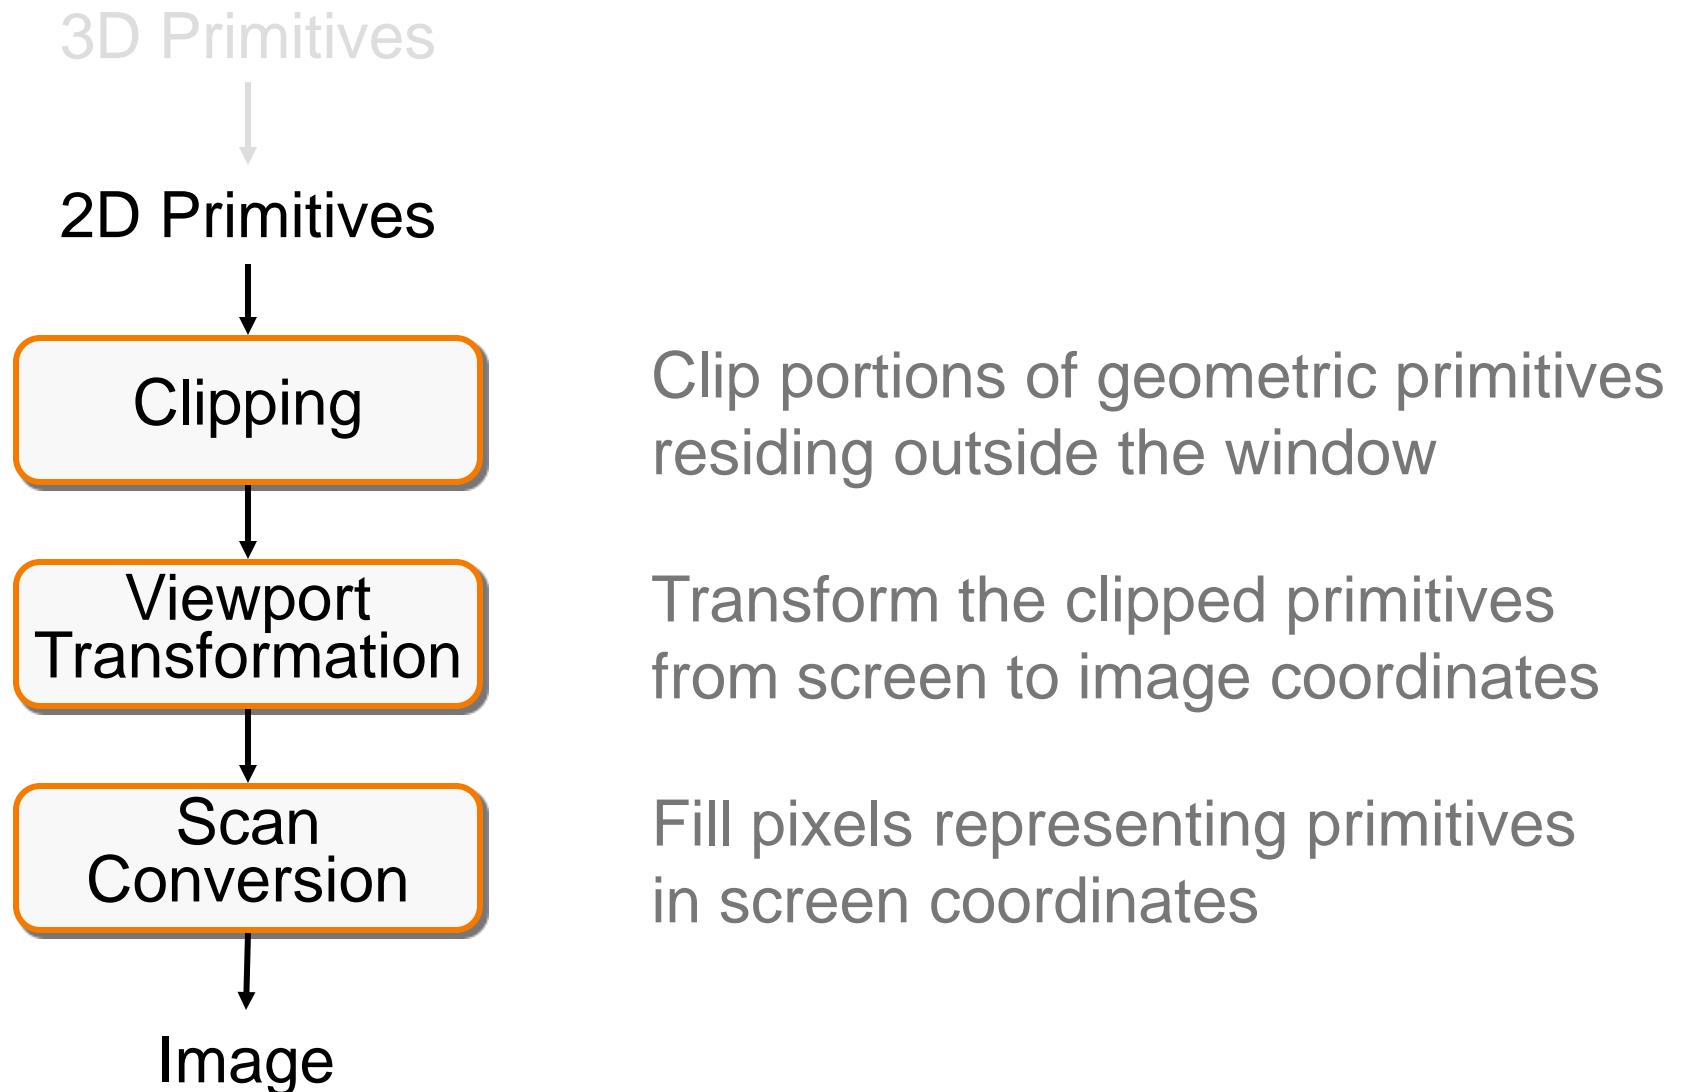 3D Primitives
2D Primitives
Clipping
Clip portions of geometric primitives
residing outside the window
Viewport
Transformation
Transform the clipped primitives
from screen to image coordinates
Scan
Conversion
Fill pixels representing primitives
in screen coordinates
Image